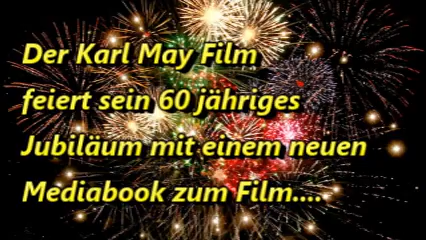 Der Karl May Film
feiert sein 60 jähriges
Jubiläum mit einem neuen
Mediabook zum Film....